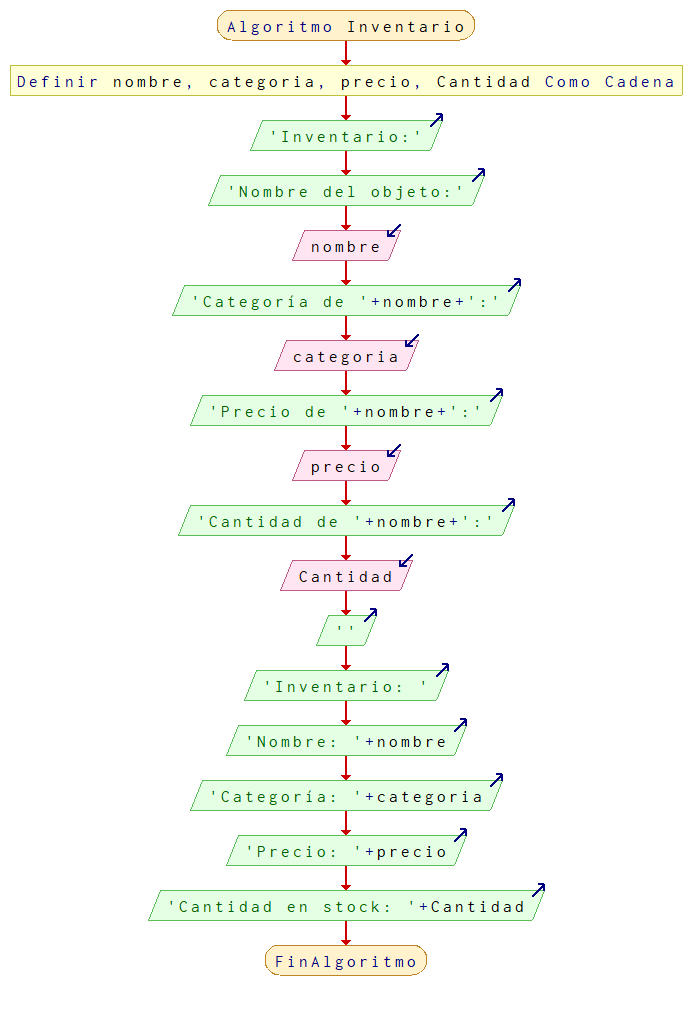 Algoritmo Inventario
Definir nombre, categoria, precio, Cantidad Como Cadena
'Inventario:'
'Nombre del objeto:'
nombre
'Categoría de '+nombre+':'
categoria
'Precio de '+nombre+':'
precio
'Cantidad de '+nombre+':'
Cantidad
''
'Inventario: '
'Nombre: '+nombre
'Categoría: '+categoria
'Precio: '+precio
'Cantidad en stock: '+Cantidad
FinAlgoritmo